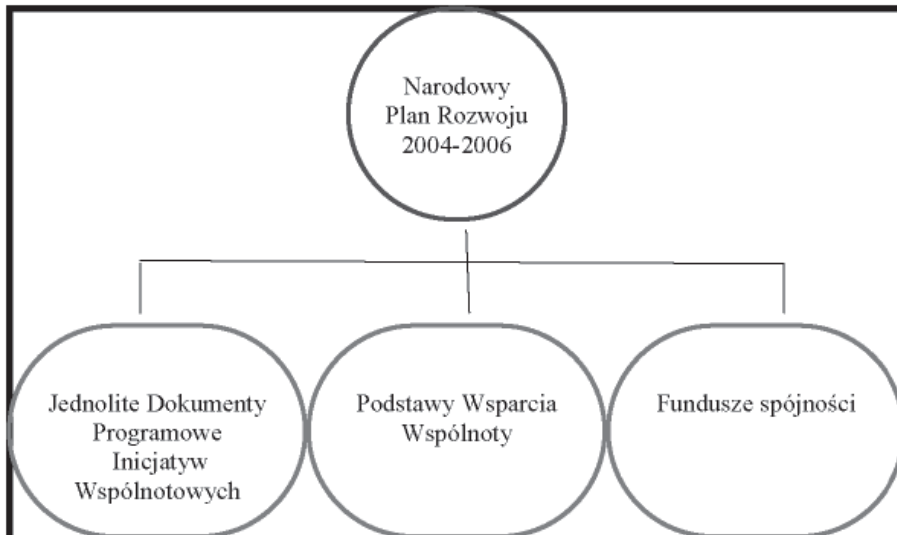 Narodowy
Plan Rozwoju
2004-2006
Jednolite Dokumenty
Programowe
Inicjatyw
Wspólnotowych
Podstawy Wsparcia
Wspólnoty
Fundusze spójności